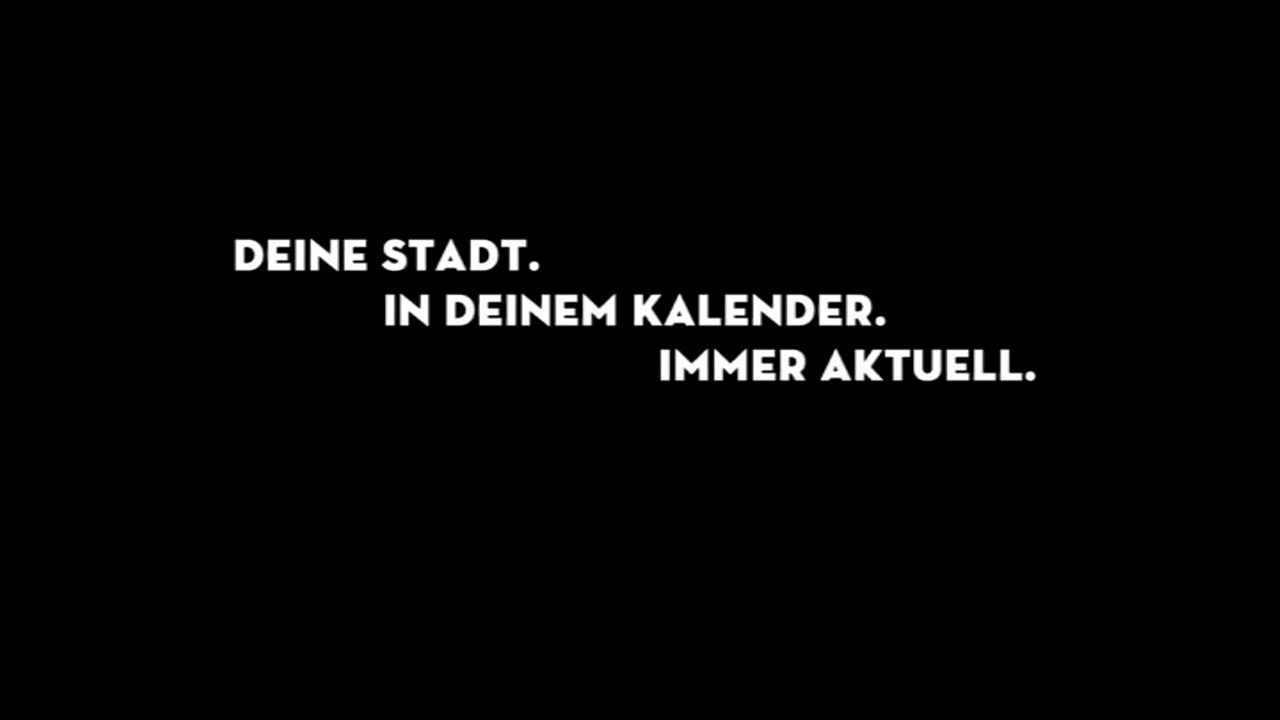 DEINE STADT.
IN DEINEM KALENDER.
IMMER AKTUELL.